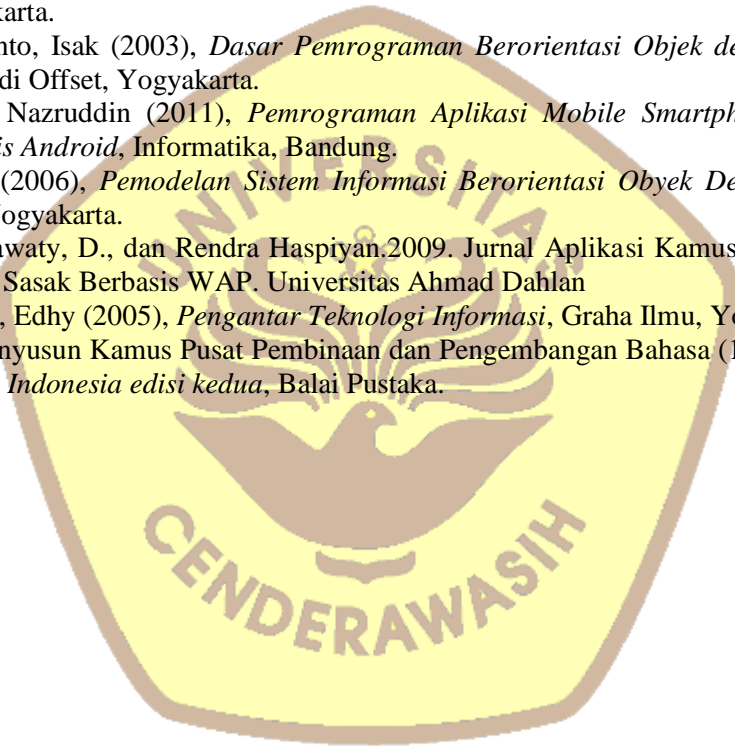 karta.
nto, Isak (2003), Dasar Pemrograman Berorientasi Objek de
di Offset, Yogyakarta.
Nazruddin (2011), Pemrograman Aplikasi Mobile Smartph
is Android, Informatika, Bandung.
(2006), Pemodelan Sistem Informasi Berorientasi Obyek De
Yogyakarta.
awaty, D., dan Rendra Haspiyan.2009. Jurnal Aplikasi Kamus
Sasak Berbasis WAP. Universitas Ahmad Dahlan
, Edhy (2005), Pengantar Teknologi Informasi, Graha Ilmu, Yo
nyusun Kamus Pusat Pembinaan dan Pengembangan Bahasa (1
Indonesia edisi kedua, Balai Pustaka.
UNIVERSITAS
CENDERAWASIH